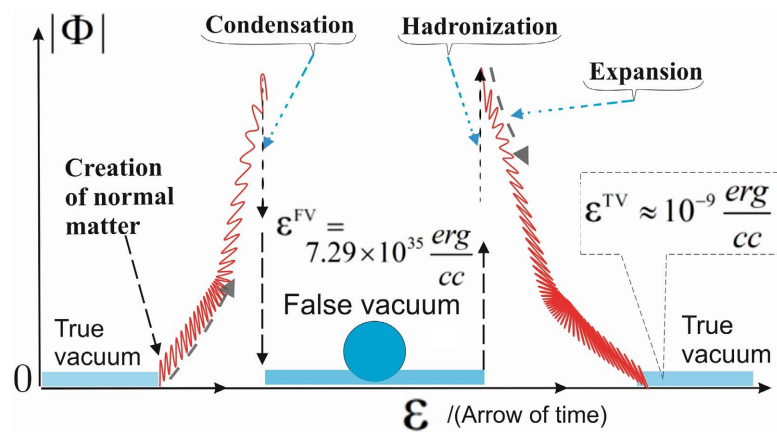 |Φ|
Condensation
Hadronization
Expansion
Creation
of normal
matter
ε^FV =
7.29×10^35 erg/cc
ε^TV ≈ 10^−9 erg/cc
False vacuum
True
vacuum
True
vacuum
0
ε /(Arrow of time)